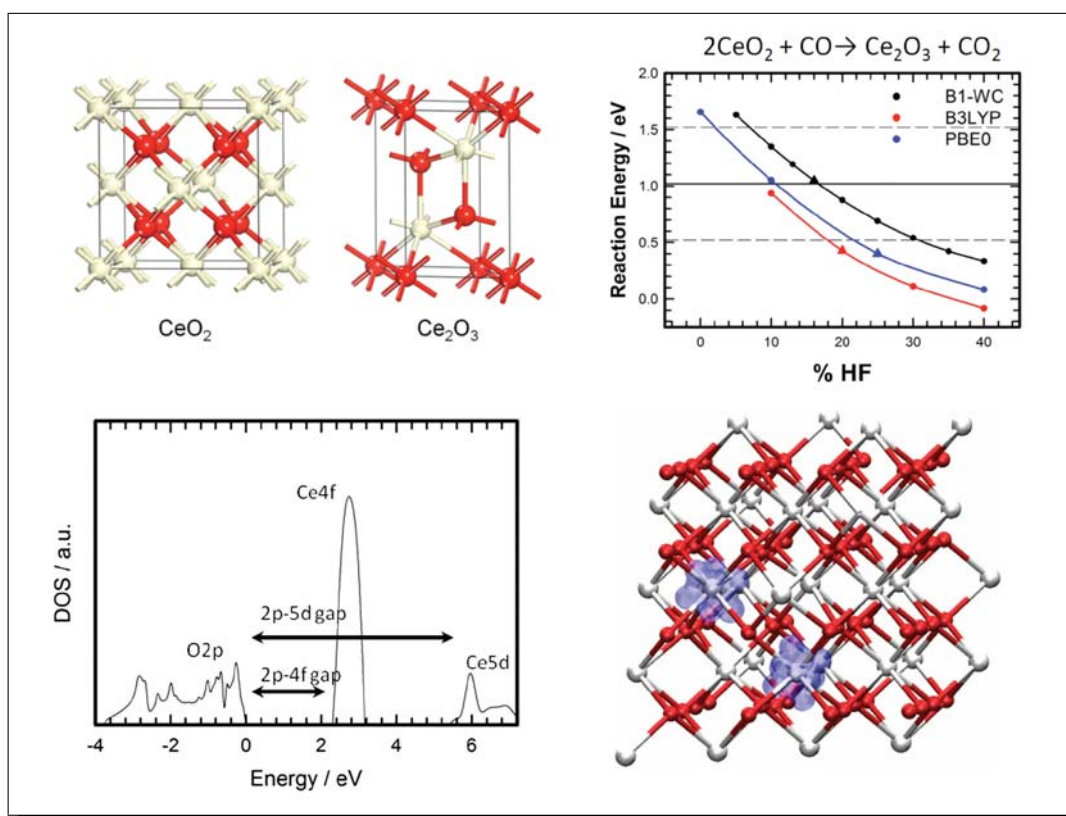 CeO₂
Ce₂O₃
2CeO₂ + CO → Ce₂O₃ + CO₂
Reaction Energy / eV
2.0
1.5
1.0
0.5
0.0
B1-WC
B3LYP
PBE0
0 10 20 30 40
% HF
DOS / a.u.
Ce4f
2p-5d gap
O2p
2p-4f gap
Ce5d
-4 -2 0 2 4 6
Energy / eV